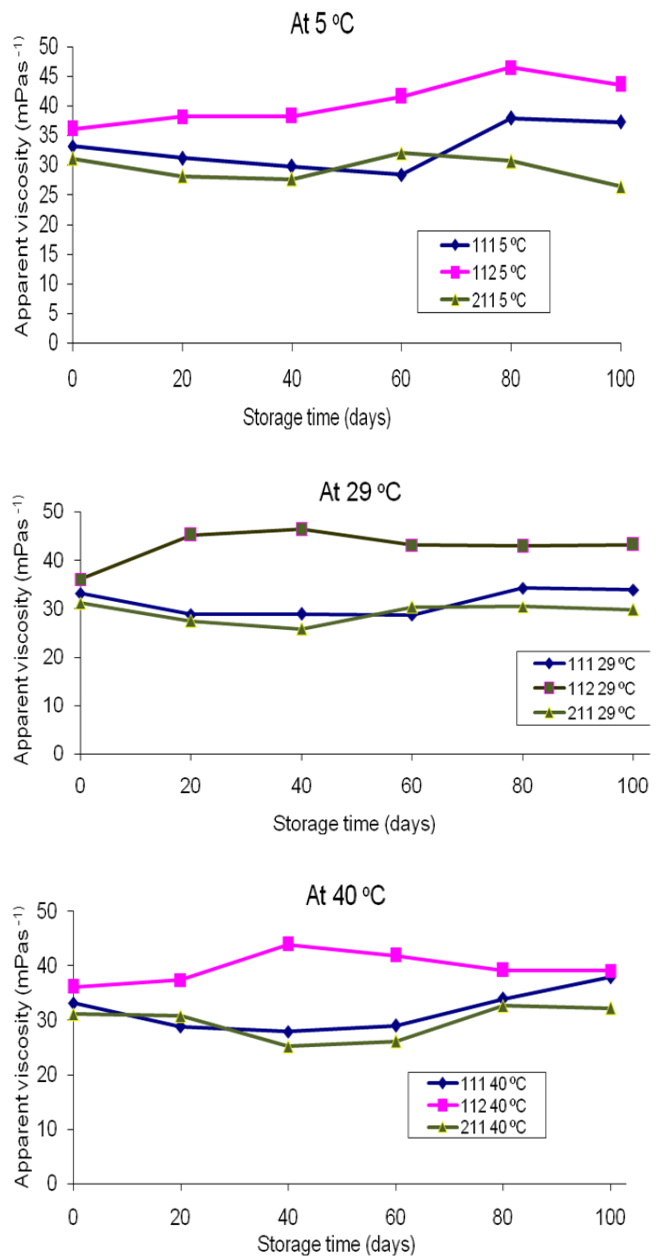 At 5 ºC
Apparent viscosity (mPas⁻¹)
50
45
40
35
30
25
20
15
10
5
0
111 5 ºC
112 5 ºC
211 5 ºC
0 20 40 60 80 100
Storage time (days)
At 29 ºC
Apparent viscosity (mPas⁻¹)
50
40
30
20
10
0
111 29 ºC
112 29 ºC
211 29 ºC
0 20 40 60 80 100
Storage time (days)
At 40 ºC
Apparent viscosity (mPas⁻¹)
50
40
30
20
10
0
111 40 ºC
112 40 ºC
211 40 ºC
0 20 40 60 80 100
Storage time (days)